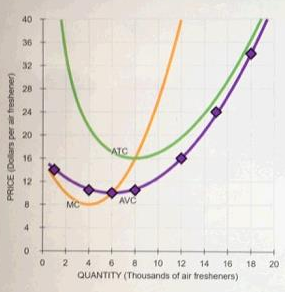 PRICE (Dollars per air freshener)
40
36
32
28
24
20
16
12
8
4
0
ATC
MC
AVC
0 2 4 6 8 10 12 14 16 18 20
QUANTITY (Thousands of air fresheners)